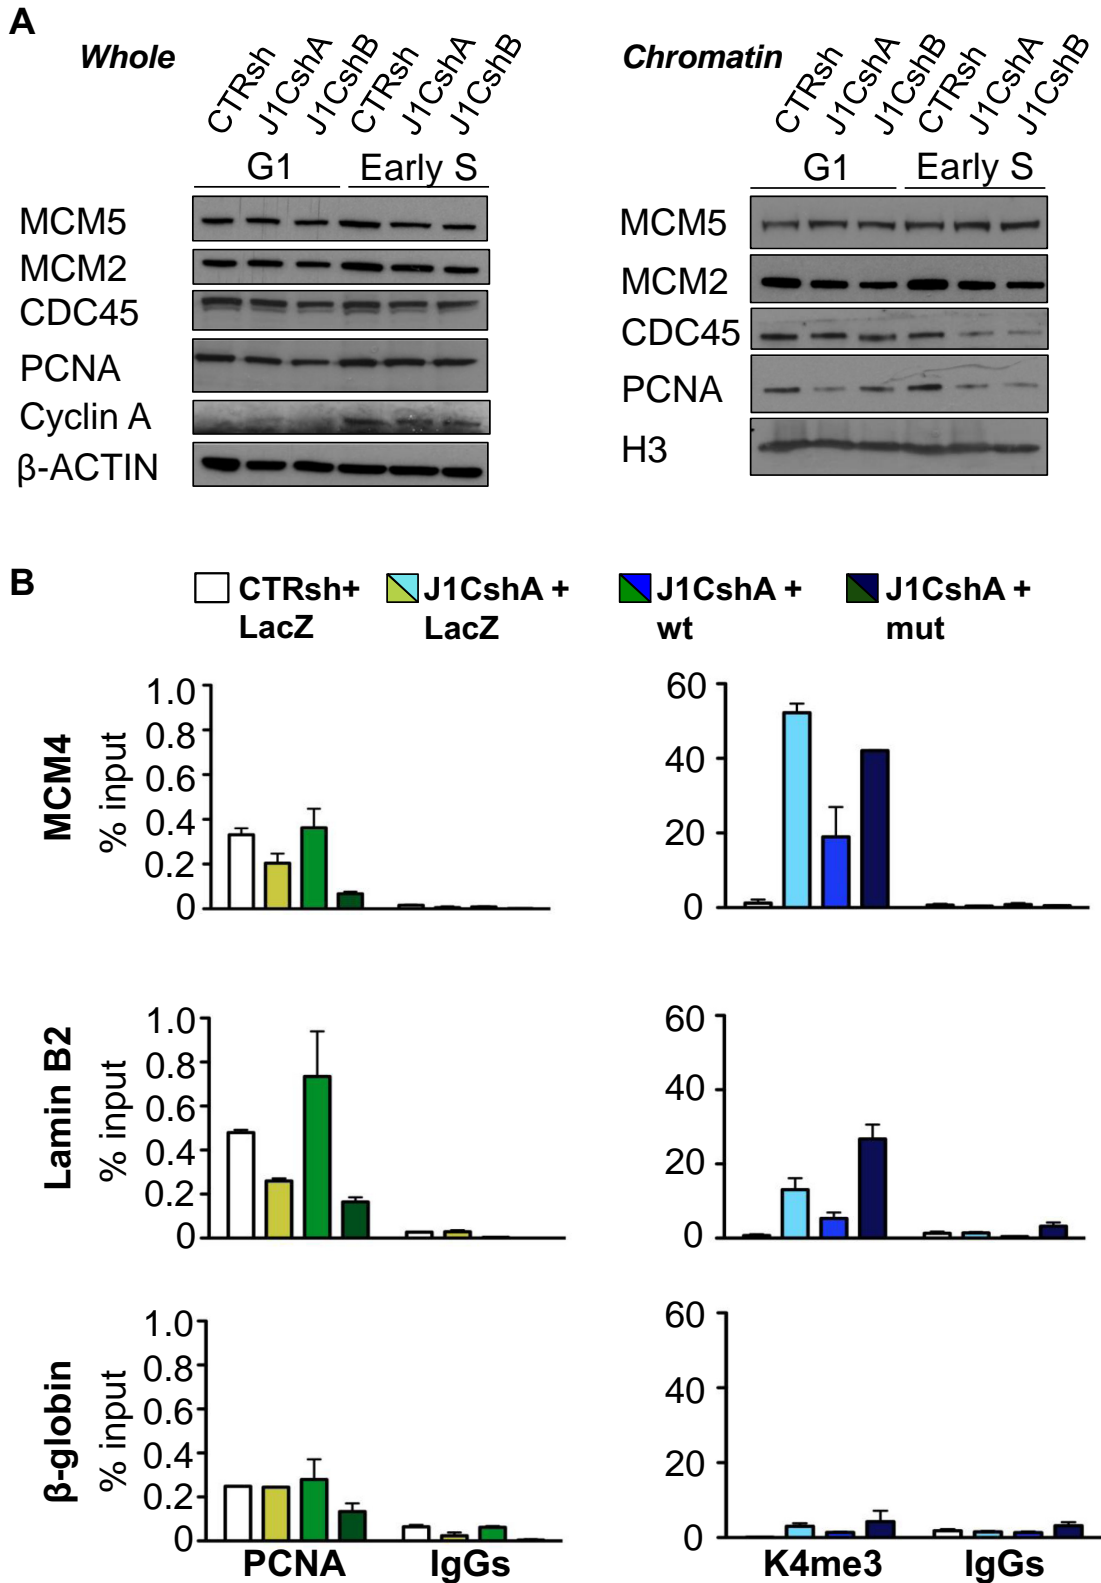 A
Whole
CTRsh J1CshA J1CshB CTRsh J1CshA J1CshB
G1 Early S
MCM5
MCM2
CDC45
PCNA
Cyclin A
β-ACTIN
Chromatin
CTRsh J1CshA J1CshB CTRsh J1CshA J1CshB
G1 Early S
MCM5
MCM2
CDC45
PCNA
H3
B
CTRsh+ LacZ
J1CshA + LacZ
J1CshA + wt
J1CshA + mut
MCM4
% input
1.0
0.8
0.6
0.4
0.2
0
60
40
20
0
Lamin B2
% input
1.0
0.8
0.6
0.4
0.2
0
60
40
20
0
β-globin
% input
1.0
0.8
0.6
0.4
0.2
0
PCNA IgGs
60
40
20
0
K4me3 IgGs